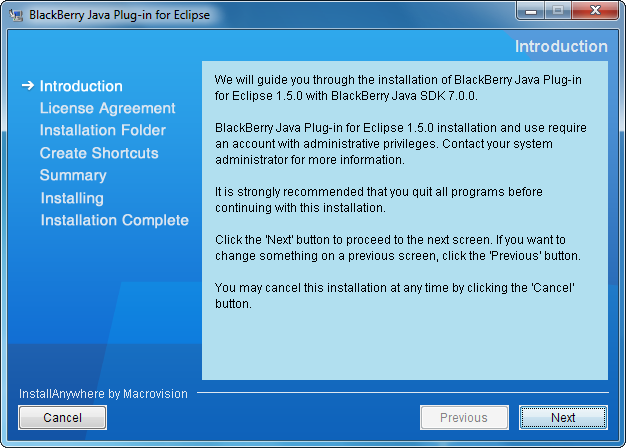 BlackBerry Java Plug-in for Eclipse
Introduction
Introduction
License Agreement
Installation Folder
Create Shortcuts
Summary
Installing
Installation Complete
We will guide you through the installation of BlackBerry Java Plug-in
for Eclipse 1.5.0 with BlackBerry Java SDK 7.0.0.
BlackBerry Java Plug-in for Eclipse 1.5.0 installation and use require
an account with administrative privileges. Contact your system
administrator for more information.
It is strongly recommended that you quit all programs before
continuing with this installation.
Click the 'Next' button to proceed to the next screen. If you want to
change something on a previous screen, click the 'Previous' button.
You may cancel this installation at any time by clicking the 'Cancel'
button.
InstallAnywhere by Macrovision
Cancel
Previous
Next